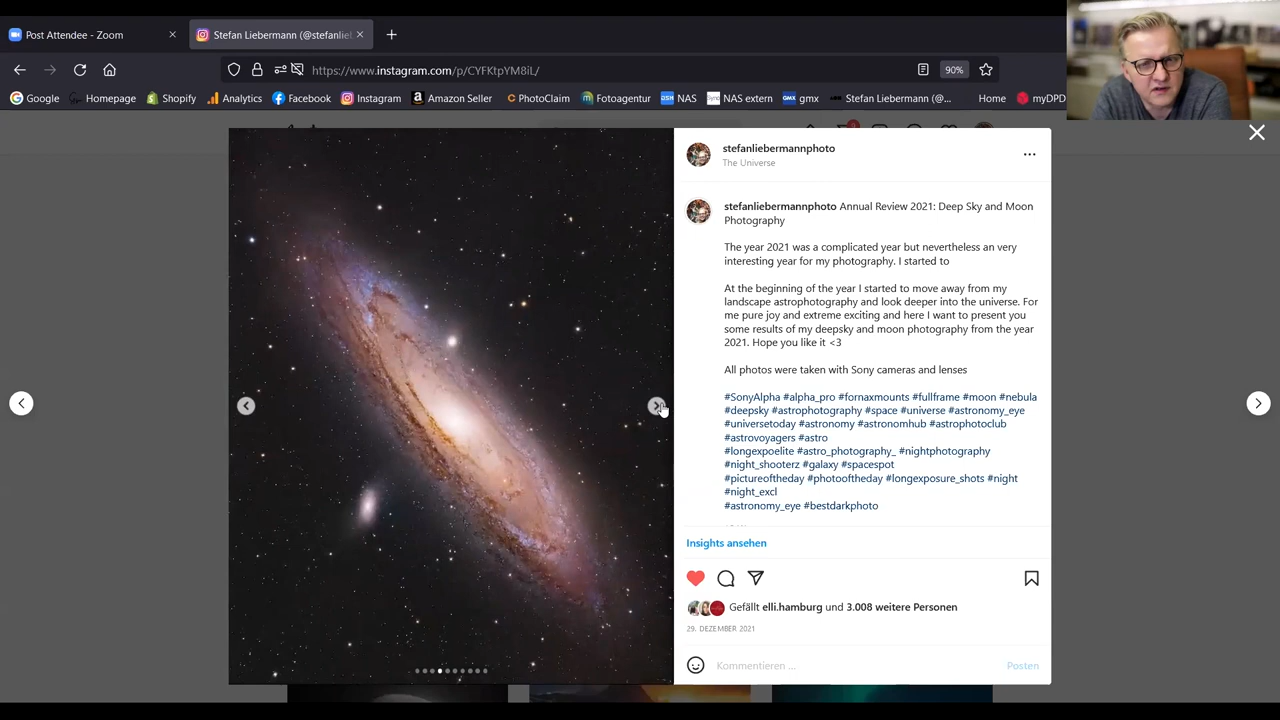 Post Attendee - Zoom
Stefan Liebermann (@stefanlie
https://www.instagram.com/p/CYFKtpYM8iL/
90%
Google
Homepage
Shopify
Analytics
Facebook
Instagram
Amazon Seller
PhotoClaim
Fotoagentur
DSM NAS
NAS extern
GMX gmx
Stefan Liebermann (@...
Home
myDPD
stefanliebermannphoto
The Universe
stefanliebermannphoto Annual Review 2021: Deep Sky and Moon
Photography
The year 2021 was a complicated year but nevertheless an very
interesting year for my photography. I started to
At the beginning of the year I started to move away from my
landscape astrophotography and look deeper into the universe. For
me pure joy and extreme exciting and here I want to present you
some results of my deepsky and moon photography from the year
2021. Hope you like it <3
All photos were taken with Sony cameras and lenses
#SonyAlpha #alpha_pro #fornaxmounts #fullframe #moon #nebula
#deepsky #astrophotography #space #universe #astronomy_eye
#universetoday #astronomy #astronomhub #astrophotoclub
#astrovoyagers #astro
#longexpoelite #astro_photography_ #nightphotography
#night_shooterz #galaxy #spacespot
#pictureoftheday #photooftheday #longexposure_shots #night
#night_excl
#astronomy_eye #bestdarkphoto
Insights ansehen
Gefällt elli.hamburg und 3.008 weitere Personen
29. DEZEMBER 2021
Kommentieren ...
Posten